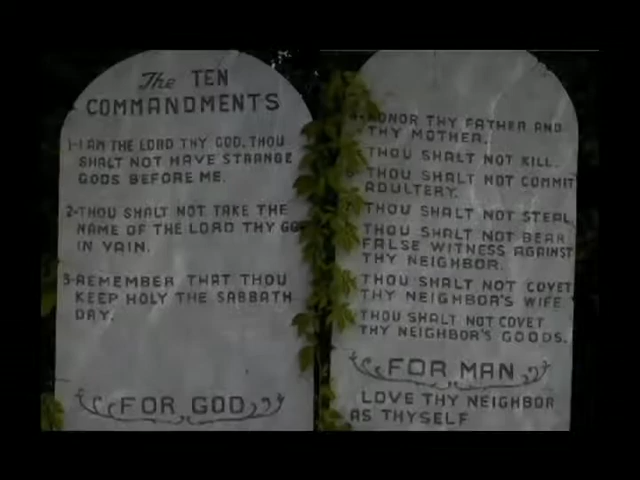 The TEN
COMMANDMENTS
1-I AM THE LORD THY GOD, THOU
SHALT NOT HAVE STRANGE
GODS BEFORE ME.
2-THOU SHALT NOT TAKE THE
NAME OF THE LORD THY GO
IN VAIN.
3-REMEMBER THAT THOU
KEEP HOLY THE SABBATH
DAY.
FOR GOD
HONOR THY FATHER AND
THY MOTHER.
THOU SHALT NOT KILL.
THOU SHALT NOT COMMIT
ADULTERY.
THOU SHALT NOT STEAL
THOU SHALT NOT BEAR
FALSE WITNESS AGAINST
THY NEIGHBOR.
THOU SHALT NOT COVET
THY NEIGHBOR'S WIFE
THOU SHALT NOT COVET
THY NEIGHBOR'S GOODS.
FOR MAN
LOVE THY NEIGHBOR
AS THYSELF